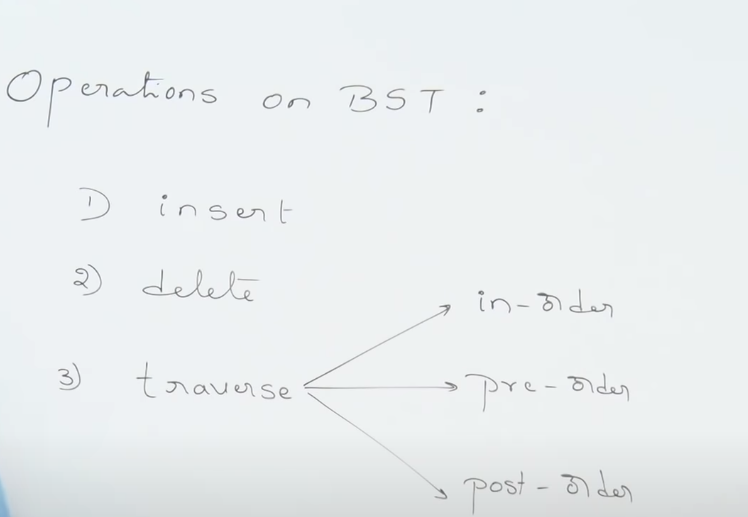 Operations on BST :
1) insert
2) delete
3) traverse
in-order
pre-order
post-order